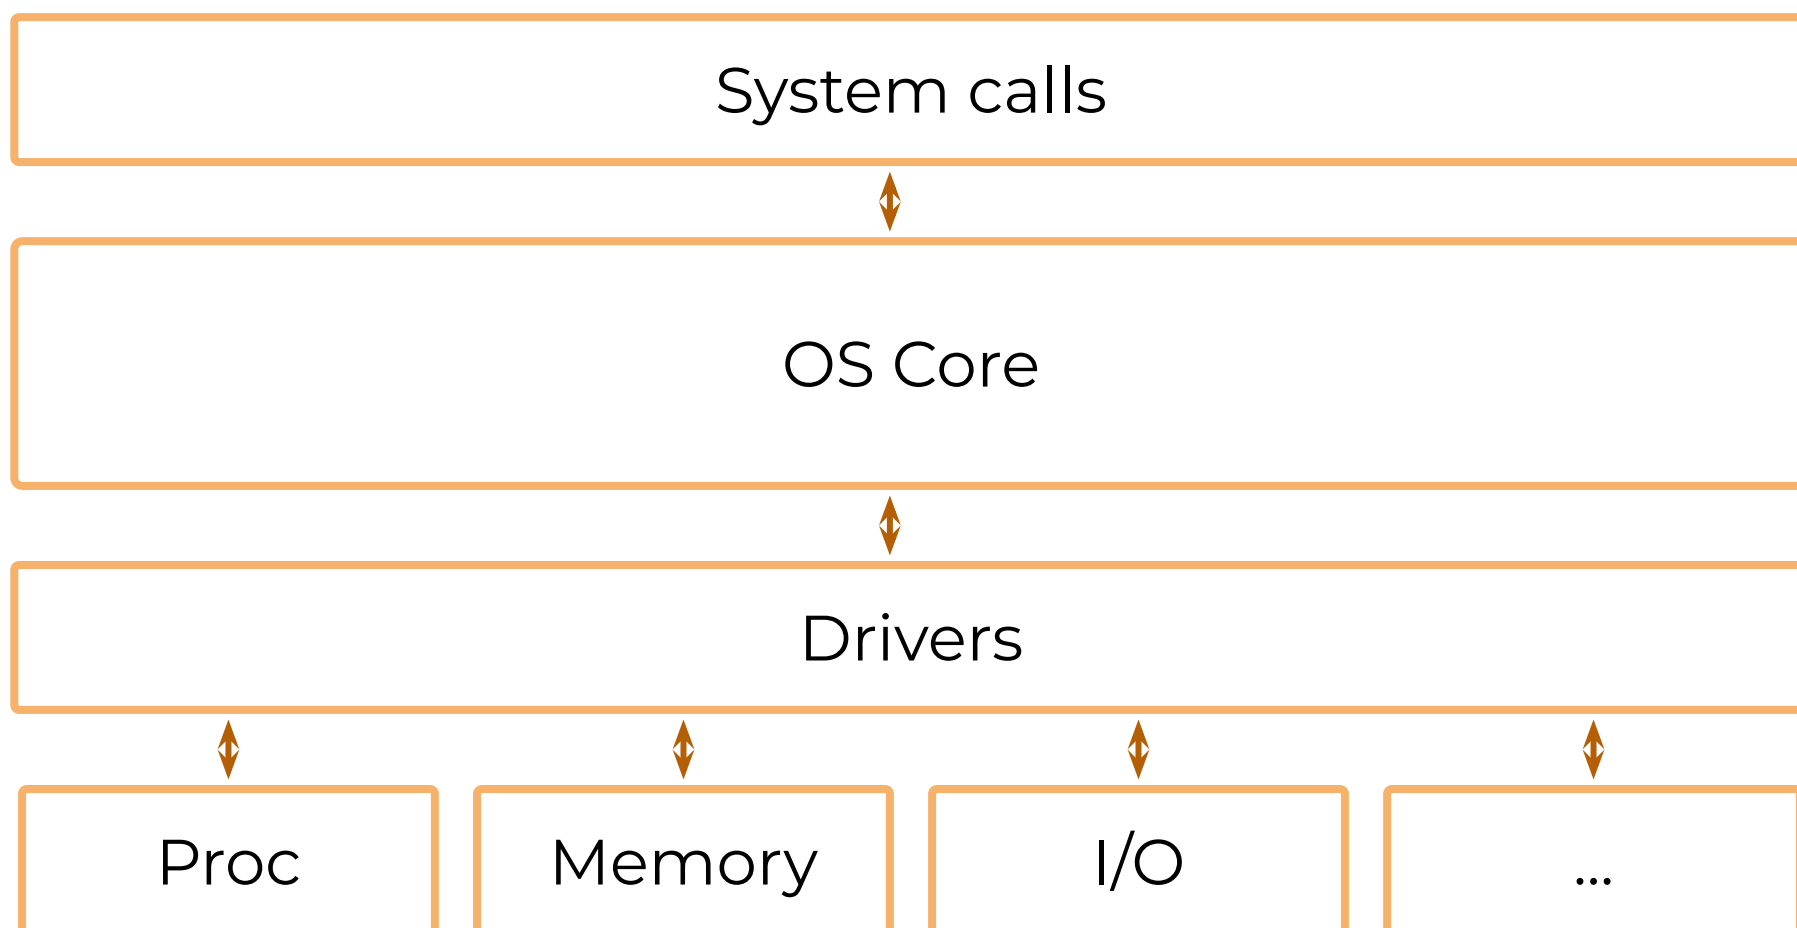 System calls
OS Core
Drivers
Proc
Memory
I/O
...